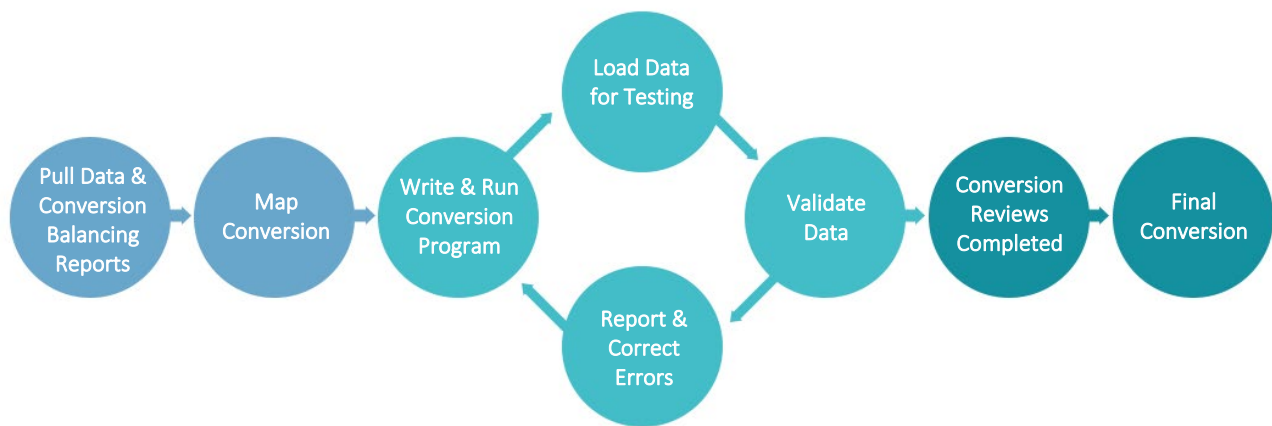 Pull Data &
Conversion
Balancing
Reports
Map
Conversion
Write & Run
Conversion
Program
Load Data
for Testing
Validate
Data
Report &
Correct
Errors
Conversion
Reviews
Completed
Final
Conversion